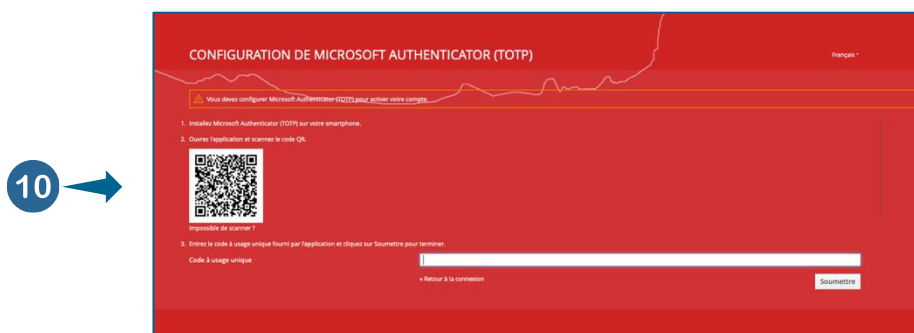 CONFIGURATION DE MICROSOFT AUTHENTICATOR (TOTP)
Français
Vous devez configurer Microsoft Authenticator (TOTP) pour activer votre compte.
1. Installez Microsoft Authenticator (TOTP) sur votre smartphone.
2. Ouvrez l'application et scannez le code QR.
10
Impossible de scanner ?
3. Entrez le code à usage unique fourni par l'application et cliquez sur Soumettre pour terminer.
Code à usage unique
« Retour à la connexion
Soumettre